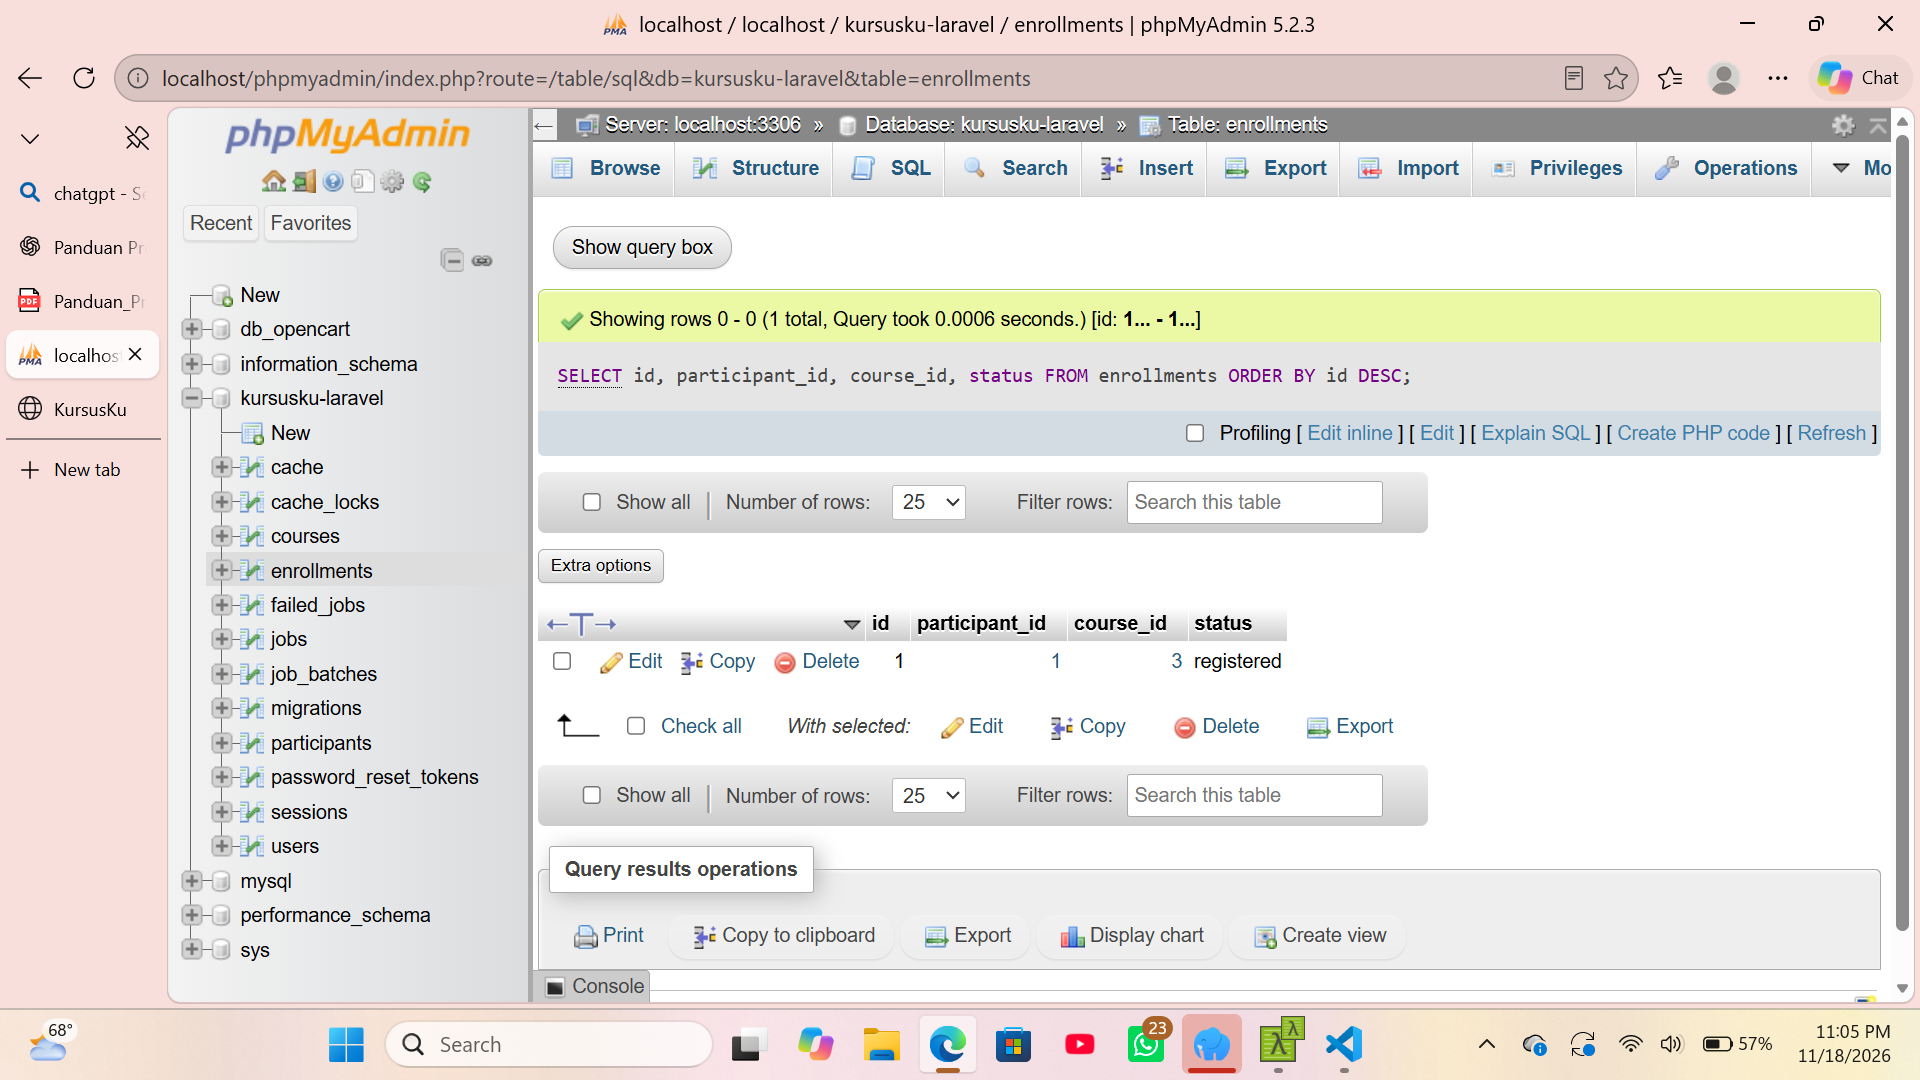 localhost / localhost / kursusku-laravel / enrollments | phpMyAdmin 5.2.3
localhost/phpmyadmin/index.php?route=/table/sql&db=kursusku-laravel&table=enrollments
Chat
chatgpt - Se
Panduan Pr
Panduan_Pr
localhos
KursusKu
New tab
phpMyAdmin
Recent
Favorites
New
db_opencart
information_schema
kursusku-laravel
New
cache
cache_locks
courses
enrollments
failed_jobs
jobs
job_batches
migrations
participants
password_reset_tokens
sessions
users
mysql
performance_schema
sys
Server: localhost:3306 » Database: kursusku-laravel » Table: enrollments
Browse Structure SQL Search Insert Export Import Privileges Operations Mo
Show query box
Showing rows 0 - 0 (1 total, Query took 0.0006 seconds.) [id: 1... - 1...]
SELECT id, participant_id, course_id, status FROM enrollments ORDER BY id DESC;
Profiling [ Edit inline ] [ Edit ] [ Explain SQL ] [ Create PHP code ] [ Refresh ]
Show all | Number of rows: 25 Filter rows: Search this table
Extra options
id participant_id course_id status
Edit Copy Delete 1 1 3 registered
Check all With selected: Edit Copy Delete Export
Show all | Number of rows: 25 Filter rows: Search this table
Query results operations
Print Copy to clipboard Export Display chart Create view
Console
68°
Search
23
57%
11:05 PM
11/18/2026